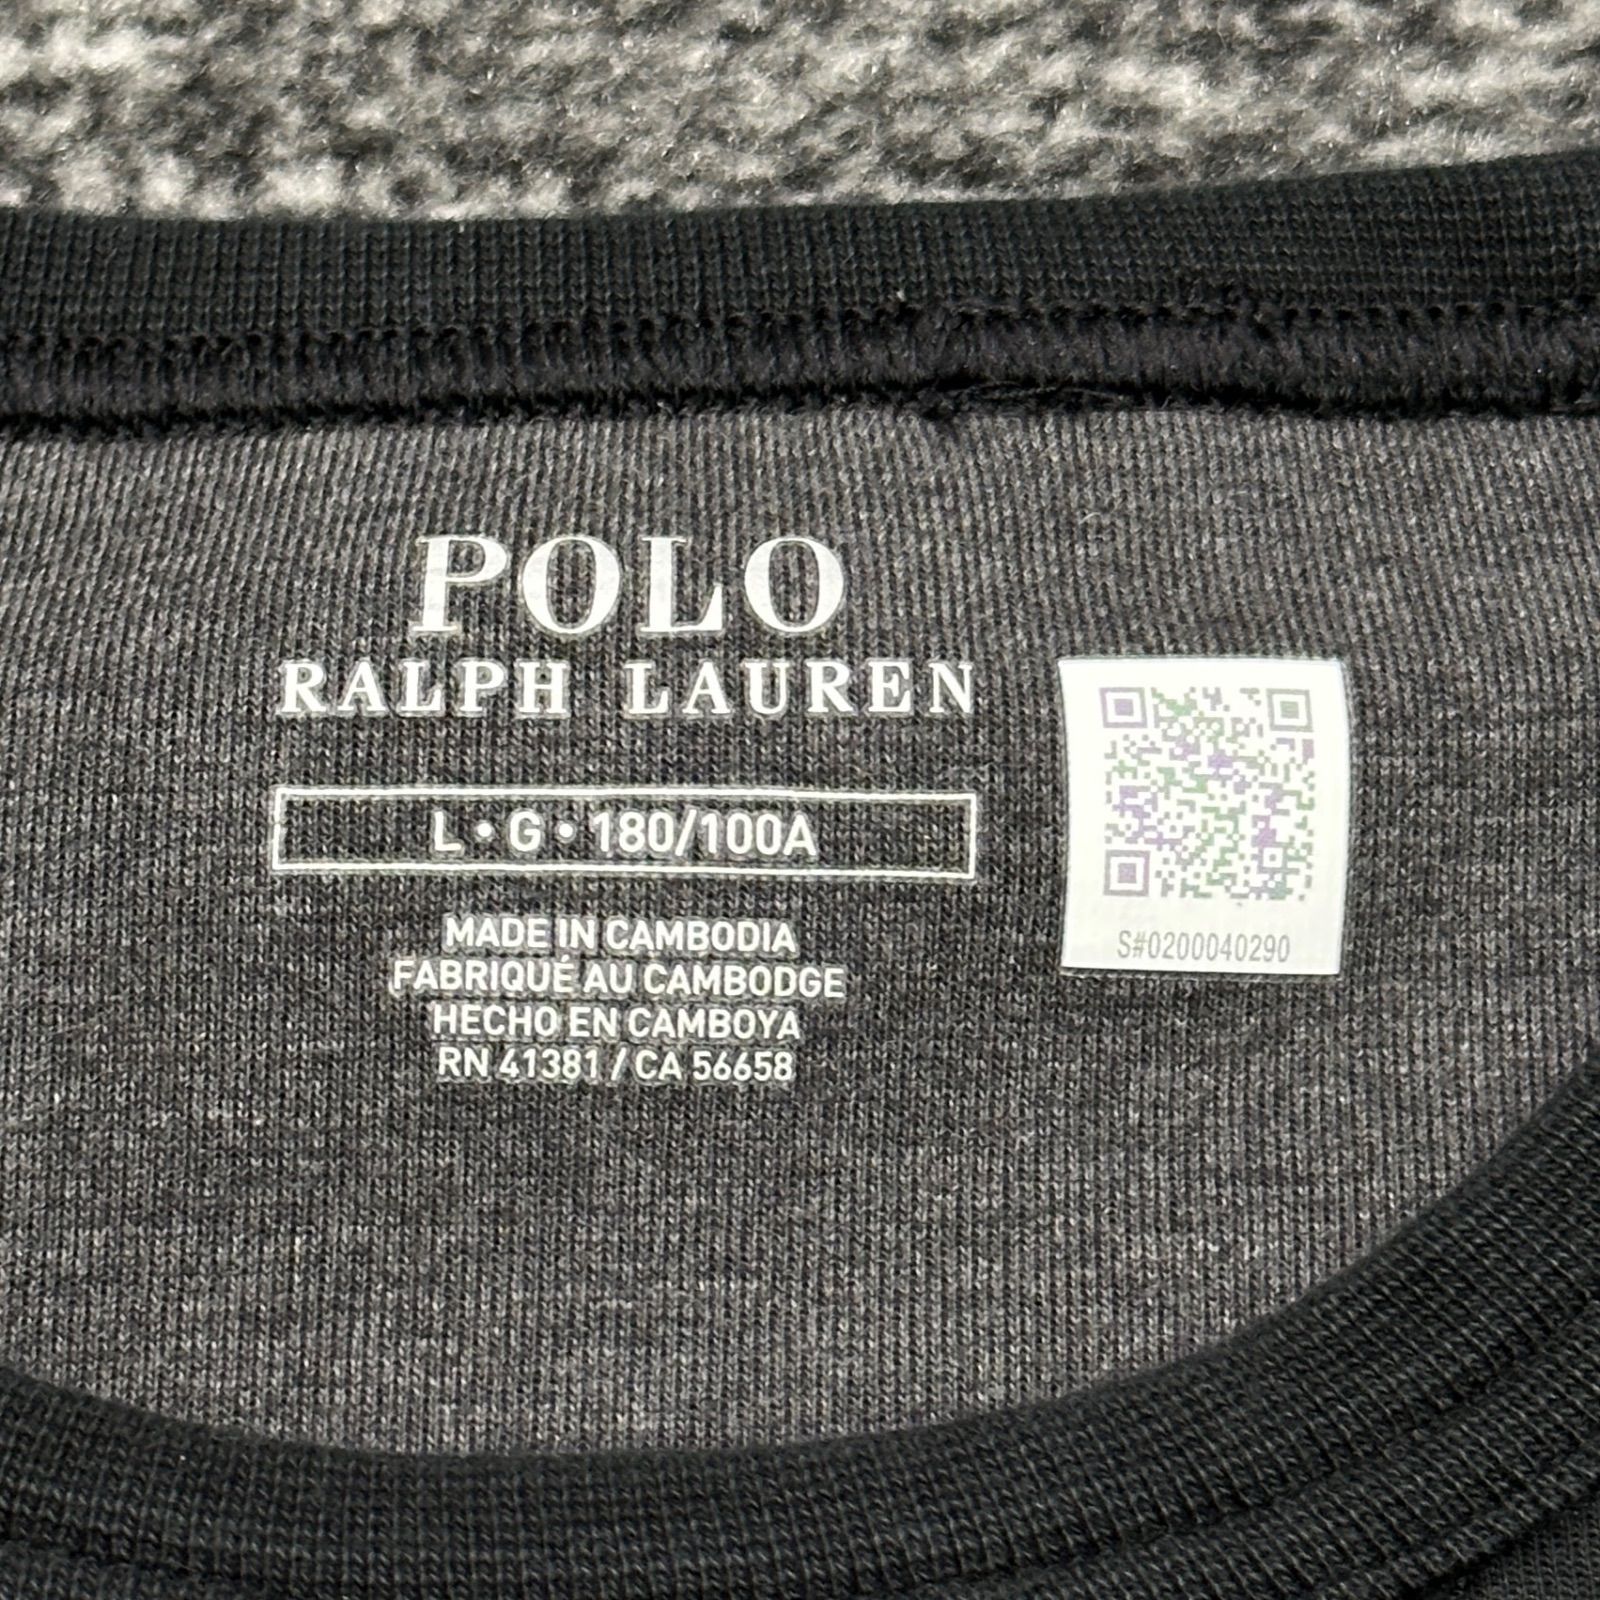 POLO
RALPH LAUREN
L • G • 180/100A
MADE IN CAMBODIA
FABRIQUÉ AU CAMBODGE
HECHO EN CAMBOYA
RN 41381 / CA 56658
S#0200040290